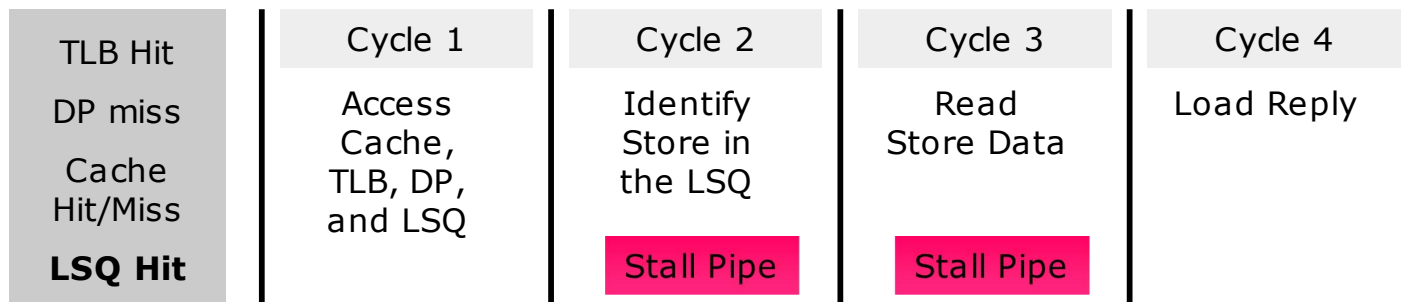 TLB Hit
DP miss
Cache
Hit/Miss
LSQ Hit
Cycle 1
Access
Cache,
TLB, DP,
and LSQ
Cycle 2
Identify
Store in
the LSQ
Stall Pipe
Cycle 3
Read
Store Data
Stall Pipe
Cycle 4
Load Reply